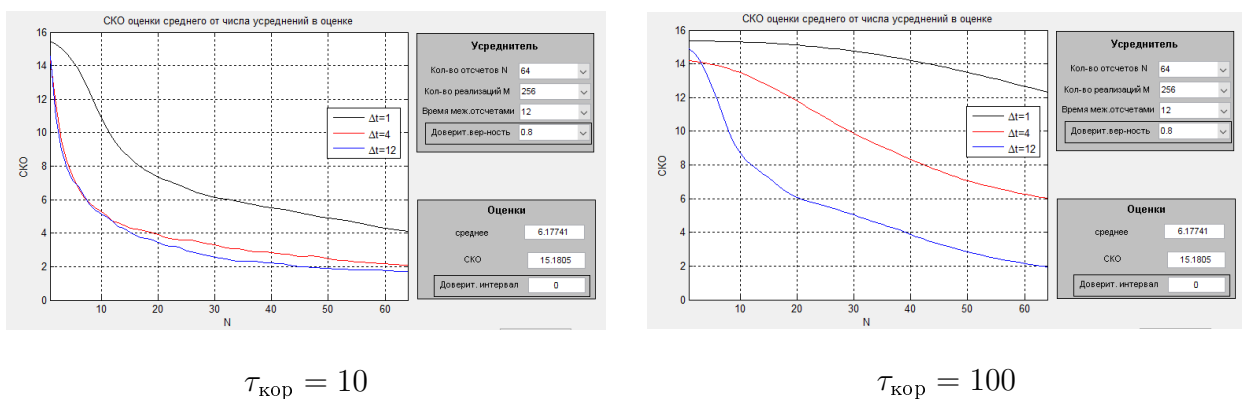 СКО оценки среднего от числа усреднений в оценке
СКО
16
14
12
10
8
6
4
2
0
10
20
30
40
50
60
N
Δt=1
Δt=4
Δt=12
Усреднитель
Кол-во отсчетов N 64
Кол-во реализаций M 256
Время меж.отсчетами 12
Доверит.вер-ность 0.8
Оценки
среднее 6.17741
СКО 15.1805
Доверит. интервал 0
τкор = 10
СКО оценки среднего от числа усреднений в оценке
СКО
16
14
12
10
8
6
4
2
0
10
20
30
40
50
60
N
Δt=1
Δt=4
Δt=12
Усреднитель
Кол-во отсчетов N 64
Кол-во реализаций M 256
Время меж.отсчетами 12
Доверит.вер-ность 0.8
Оценки
среднее 6.17741
СКО 15.1805
Доверит. интервал 0
τкор = 100